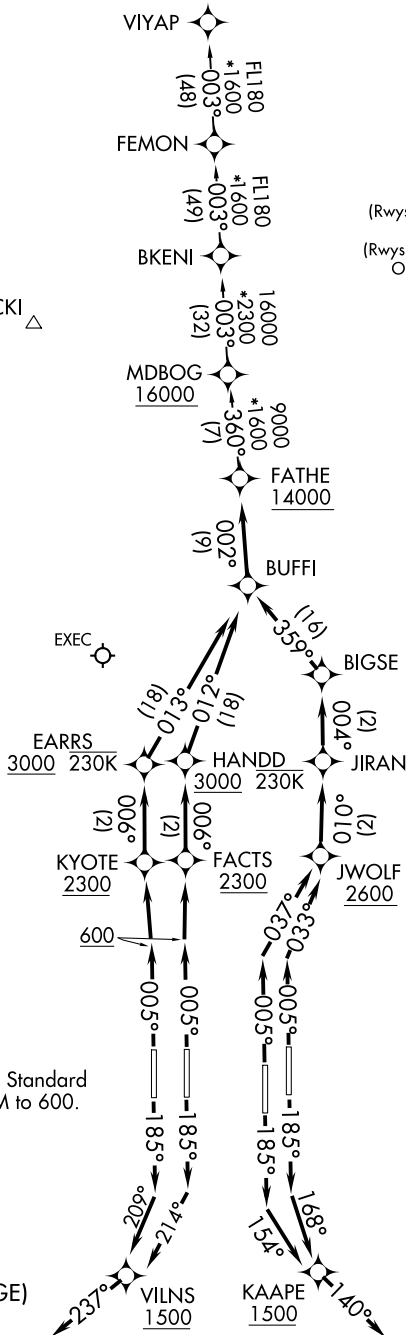 VIYAP
FL180
*1600
003°
(48)
FEMON
FL180
*1600
003°
(49)
(Rwys
BKENI
(Rwys
O
16000
*2300
003°
(32)
CKI
MDBOG
16000
9000
*1600
360°
(7)
FATHE
14000
002°
(9)
BUFFI
(16)
359°
EXEC
BIGSE
(18)
013°
012°
(18)
004°
(2)
EARRS
3000 230K
HANDD
3000 230K
JIRAN
006°
(2)
006°
(2)
010°
(2)
KYOTE
2300
FACTS
2300
JWOLF
2600
600
037°
033°
005°
005°
005°
005°
Standard
M to 600.
185°
185°
185°
185°
209°
214°
154°
168°
GE)
237°
VILNS
1500
KAAPE
1500
140°